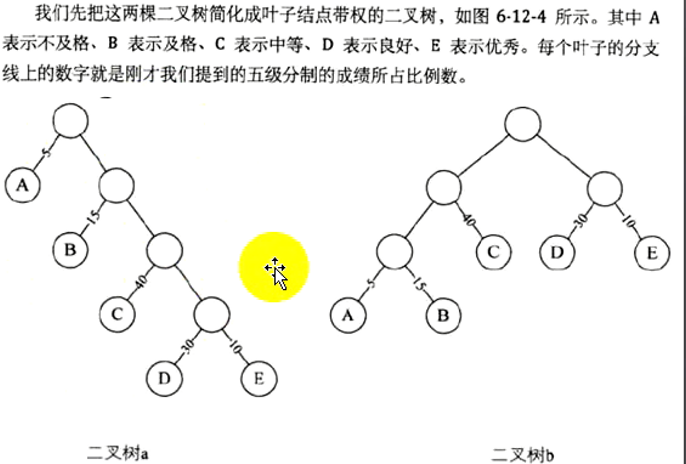 我们先把这两棵二叉树简化成叶子结点带权的二叉树，如图 6-12-4 所示。其中 A
表示不及格、B 表示及格、C 表示中等、D 表示良好、E 表示优秀。每个叶子的分支
线上的数字就是刚才我们提到的五级分制的成绩所占比例数。
5
A
15
B
40
C
30
10
D
E
40
30
10
C
D
E
5
15
A
B
二叉树a
二叉树b